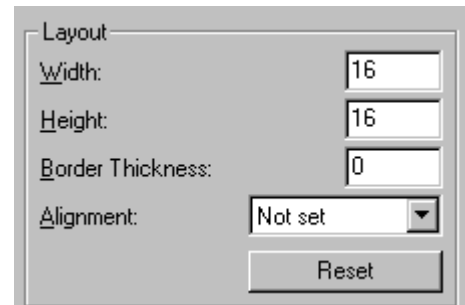 Layout
Width: 16
Height: 16
Border Thickness: 0
Alignment: Not set
Reset